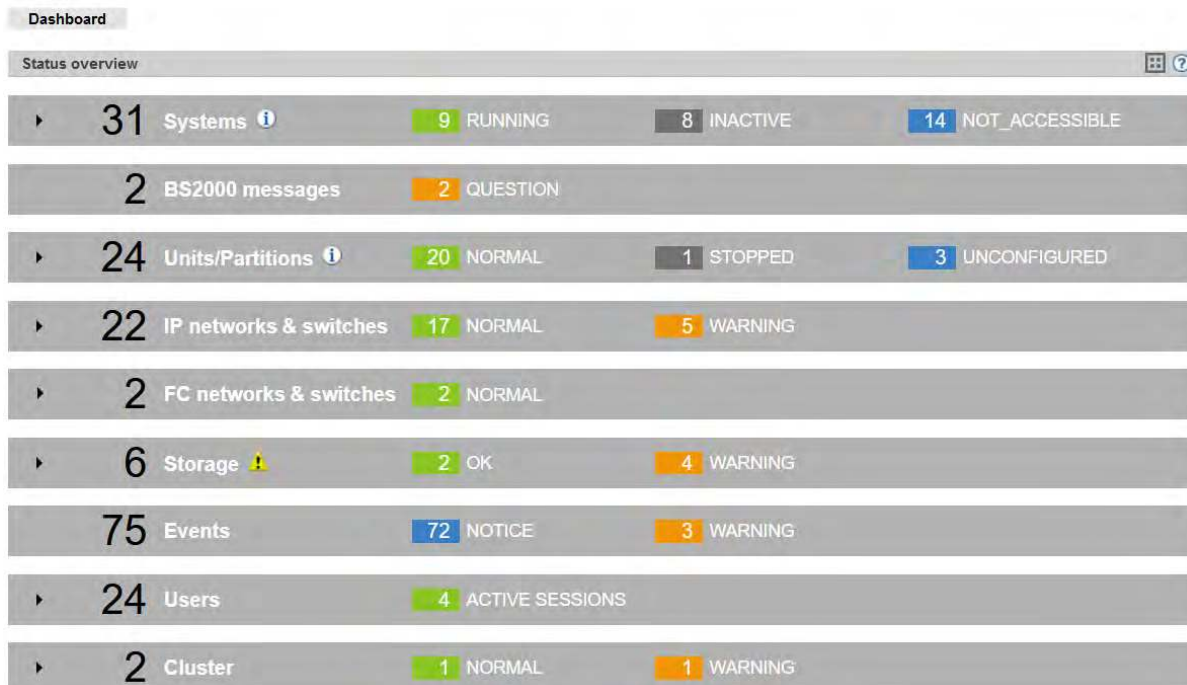 Dashboard
Status overview
31 Systems 9 RUNNING 8 INACTIVE 14 NOT_ACCESSIBLE
2 BS2000 messages 2 QUESTION
24 Units/Partitions 20 NORMAL 1 STOPPED 3 UNCONFIGURED
22 IP networks & switches 17 NORMAL 5 WARNING
2 FC networks & switches 2 NORMAL
6 Storage 2 OK 4 WARNING
75 Events 72 NOTICE 3 WARNING
24 Users 4 ACTIVE SESSIONS
2 Cluster 1 NORMAL 1 WARNING